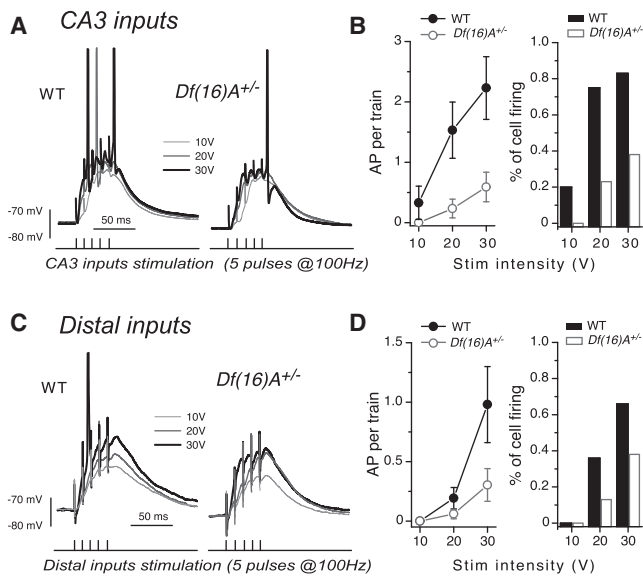 A
CA3 inputs
WT
Df(16)A+/-
10V
20V
30V
-70 mV
-80 mV
50 ms
CA3 inputs stimulation (5 pulses @100Hz)
B
WT
Df(16)A+/-
AP per train
3
2
1
0
10 20 30
WT
Df(16)A+/-
% of cell firing
1.0
0.8
0.6
0.4
0.2
0.0
10 20 30
Stim intensity (V)
C
Distal inputs
WT
Df(16)A+/-
10V
20V
30V
-70 mV
-80 mV
50 ms
Distal inputs stimulation (5 pulses @100Hz)
D
WT
Df(16)A+/-
AP per train
1.5
1.0
0.5
0.0
10 20 30
WT
Df(16)A+/-
% of cell firing
1.0
0.8
0.6
0.4
0.2
0.0
10 20 30
Stim intensity (V)